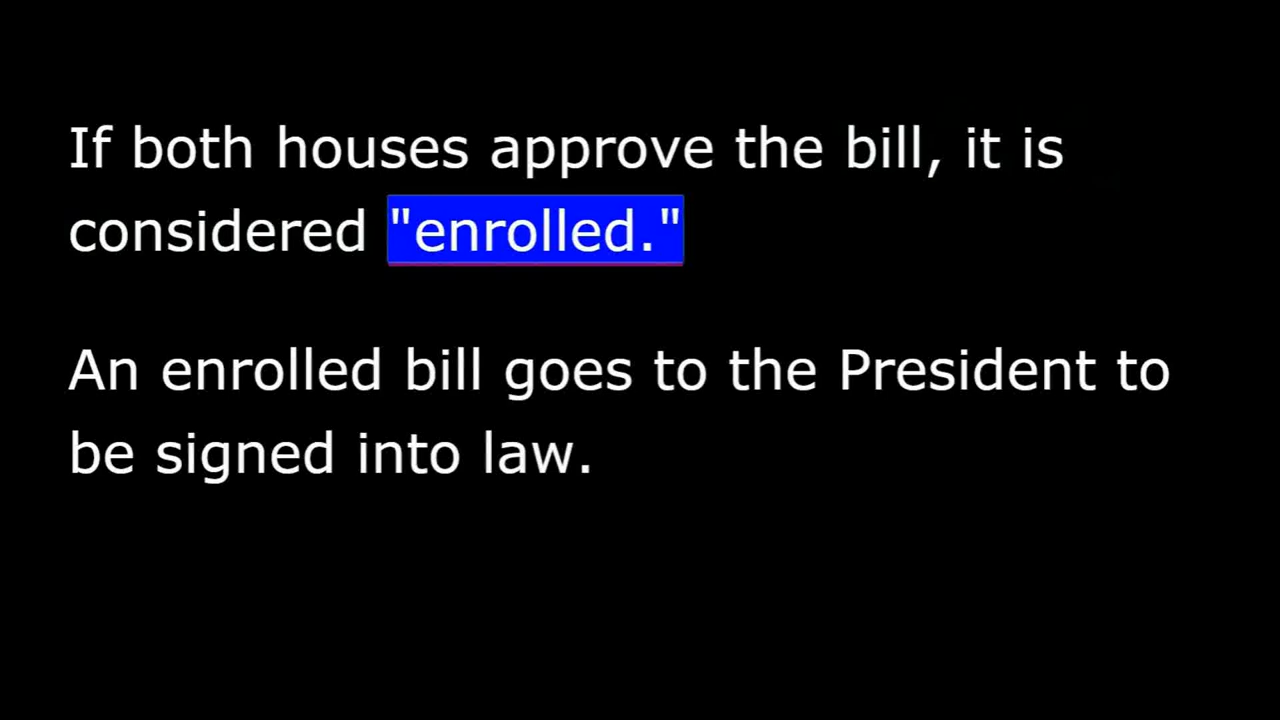 If both houses approve the bill, it is
considered "enrolled."
An enrolled bill goes to the President to
be signed into law.